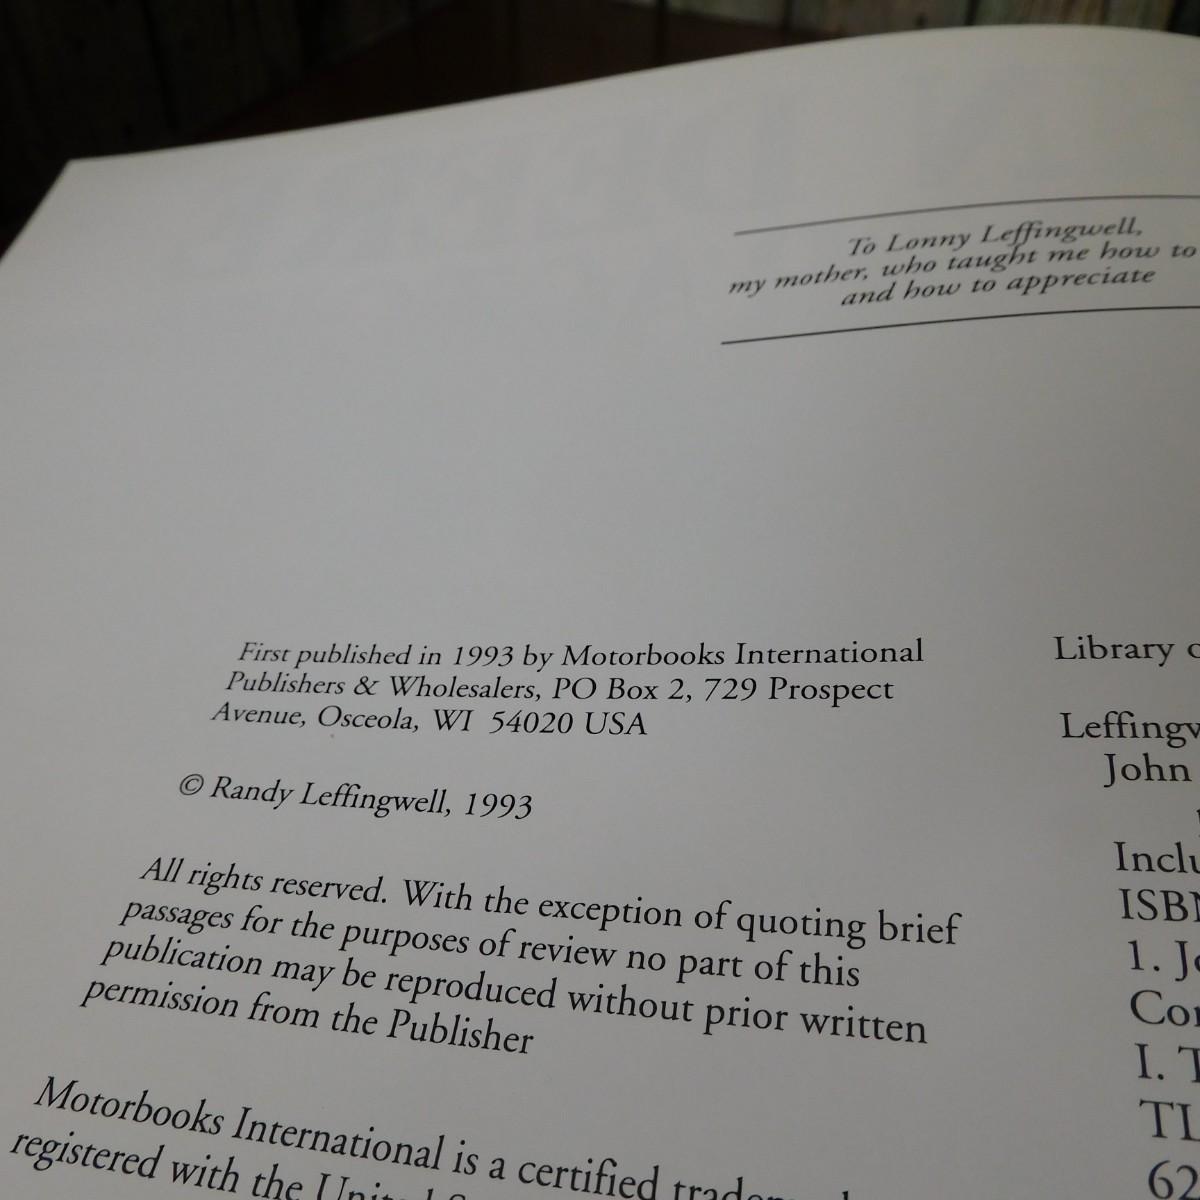 To Lonny Leffingwell,
my mother, who taught me how to
and how to appreciate
First published in 1993 by Motorbooks International
Publishers & Wholesalers, PO Box 2, 729 Prospect
Avenue, Osceola, WI 54020 USA
© Randy Leffingwell, 1993
All rights reserved. With the exception of quoting brief
passages for the purposes of review no part of this
publication may be reproduced without prior written
permission from the Publisher
Motorbooks International is a certified
registered with the
Library
John
1.
I.
TL
62